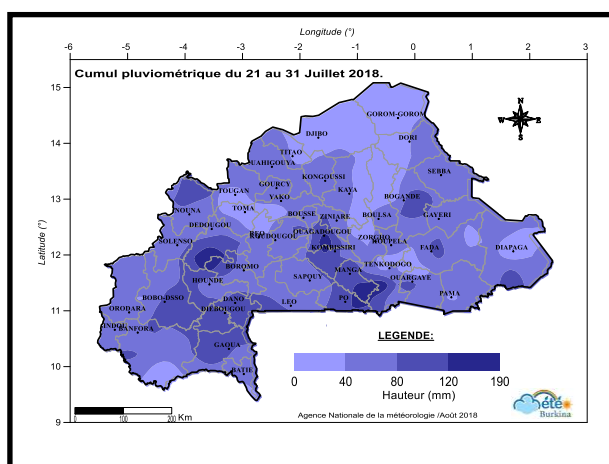 Longitude (°)
-6 -5 -4 -3 -2 -1 0 1 2 3
Cumul pluviométrique du 21 au 31 Juillet 2018.
15
14
13
12
11
10
9
Latitude (°)
N
W E
S
GOROM-GOROM
DJIBO
DORI
TITAO
OUAHIGOUYA
SEBBA
KONGOUSSI
TOUGAN
GOURCY
KAYA
YAKO
BOGANDE
NOUNA
TOMA
BOUSSE
ZINIARE
BOULSA
GAYERI
DEDOUGOU
REO
KOUDOUGOU
OUAGADOUGOU
ZORGHO
KOUPELA
SOLENSO
KOMBISSIRI
FADA
DIAPAGA
BOROMO
TENKODOGO
HOUNDE
SAPOUY
MANGA
OUARGAYE
BOBO-DSSO
DANO
LEO
PO
PAMA
ORODARA
DIEBOUGOU
SINDOU
BANFORA
GAOUA
BATIE
LEGENDE:
0 40 80 120 190
Hauteur (mm)
0 100 200 Km
Agence Nationale de la météorologie /Août 2018
Météo
Burkina